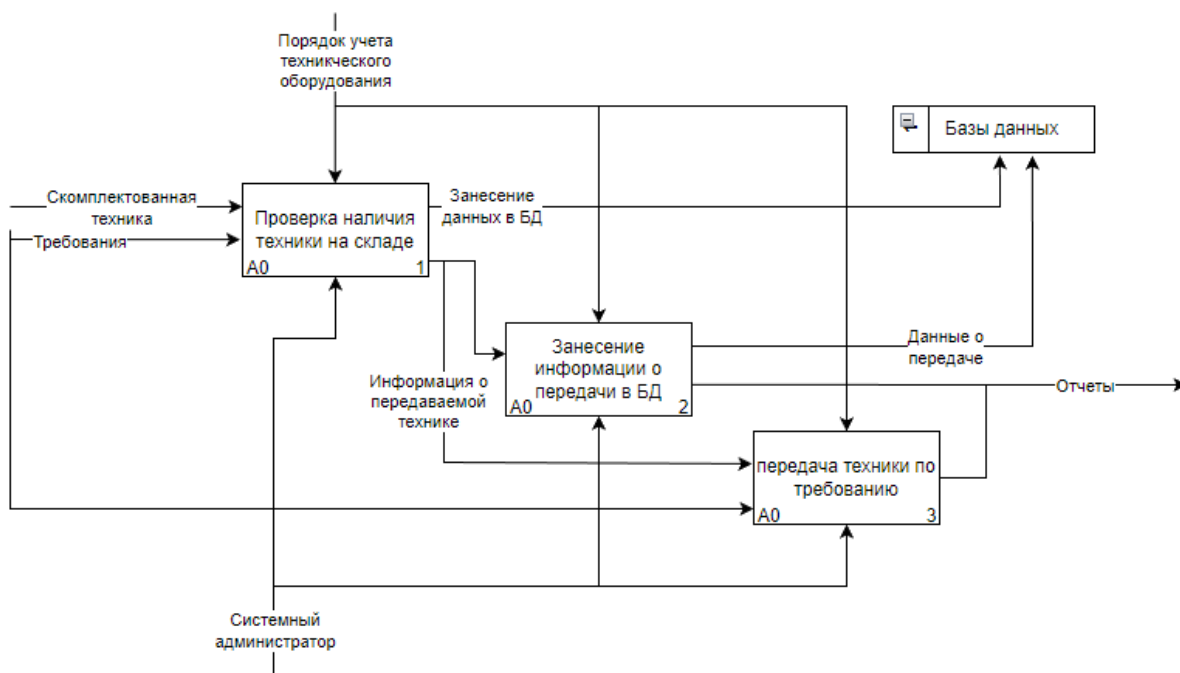 Порядок учета
техникческого
оборудования
Базы данных
Скомплектованная
техника
Требования
Проверка наличия
техники на складе
A0
1
Занесение
данных в БД
Занесение
информации о
передачи в БД
A0
2
Данные о
передаче
Отчеты
Информация о
передаваемой
технике
передача техники по
требованию
A0
3
Системный
администратор